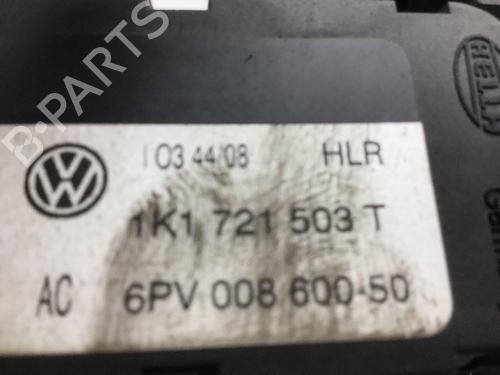 I 03 44/08 HLR
1K1 721 503 T
AC 6PV 008 600-50
HELLA
B-PARTS